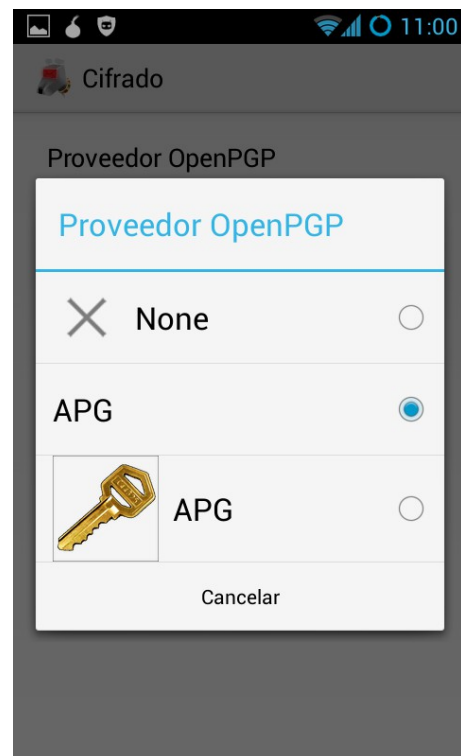 11:00
Cifrado
Proveedor OpenPGP
Proveedor OpenPGP
None
APG
APG
Cancelar